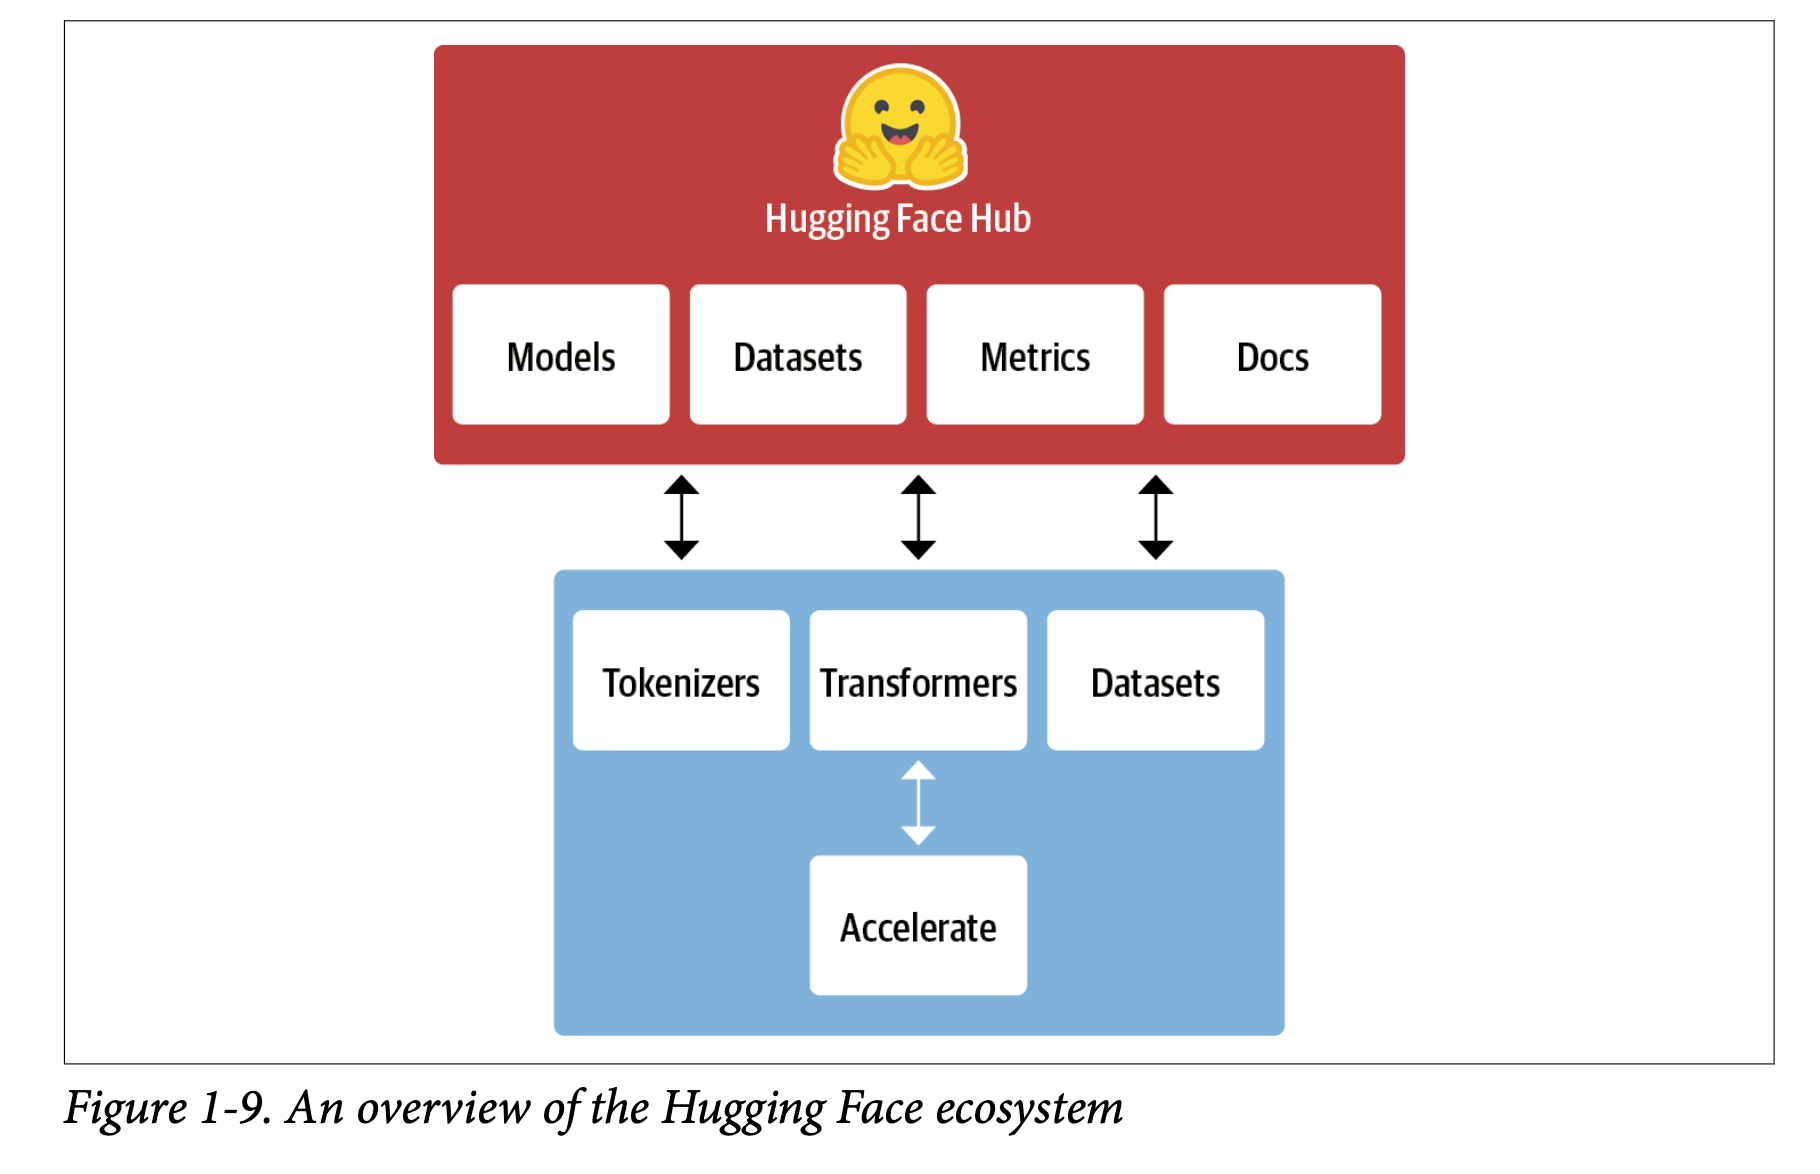 Hugging Face Hub
Models
Datasets
Metrics
Docs
Tokenizers
Transformers
Datasets
Accelerate
Figure 1-9. An overview of the Hugging Face ecosystem